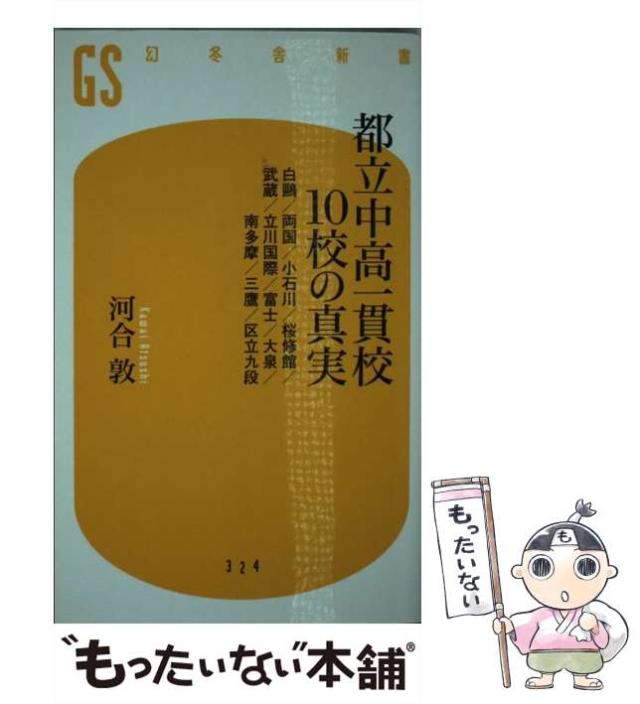 GS 幻冬舎新書
都立中高一貫校
10校の真実
白鷗／両国／小石川／桜修館／
武蔵／立川国際／富士／大泉／
南多摩／三鷹／区立九段
河合敦
Kawai Atsushi
324
も
もったいない
“もったいない”本舗®